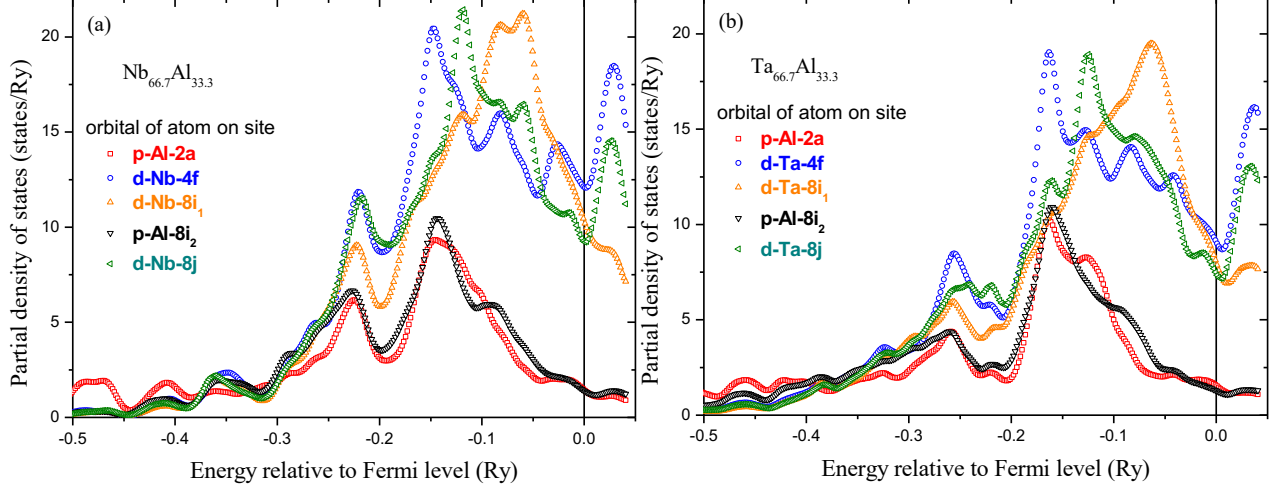 (a)
Nb66.7Al33.3
orbital of atom on site
p-Al-2a
d-Nb-4f
d-Nb-8i1
p-Al-8i2
d-Nb-8j
Partial density of states (states/Ry)
0
5
10
15
20
-0.5
-0.4
-0.3
-0.2
-0.1
0.0
Energy relative to Fermi level (Ry)
(b)
Ta66.7Al33.3
orbital of atom on site
p-Al-2a
d-Ta-4f
d-Ta-8i1
p-Al-8i2
d-Ta-8j
Partial density of states (states/Ry)
0
5
10
15
20
-0.5
-0.4
-0.3
-0.2
-0.1
0.0
Energy relative to Fermi level (Ry)